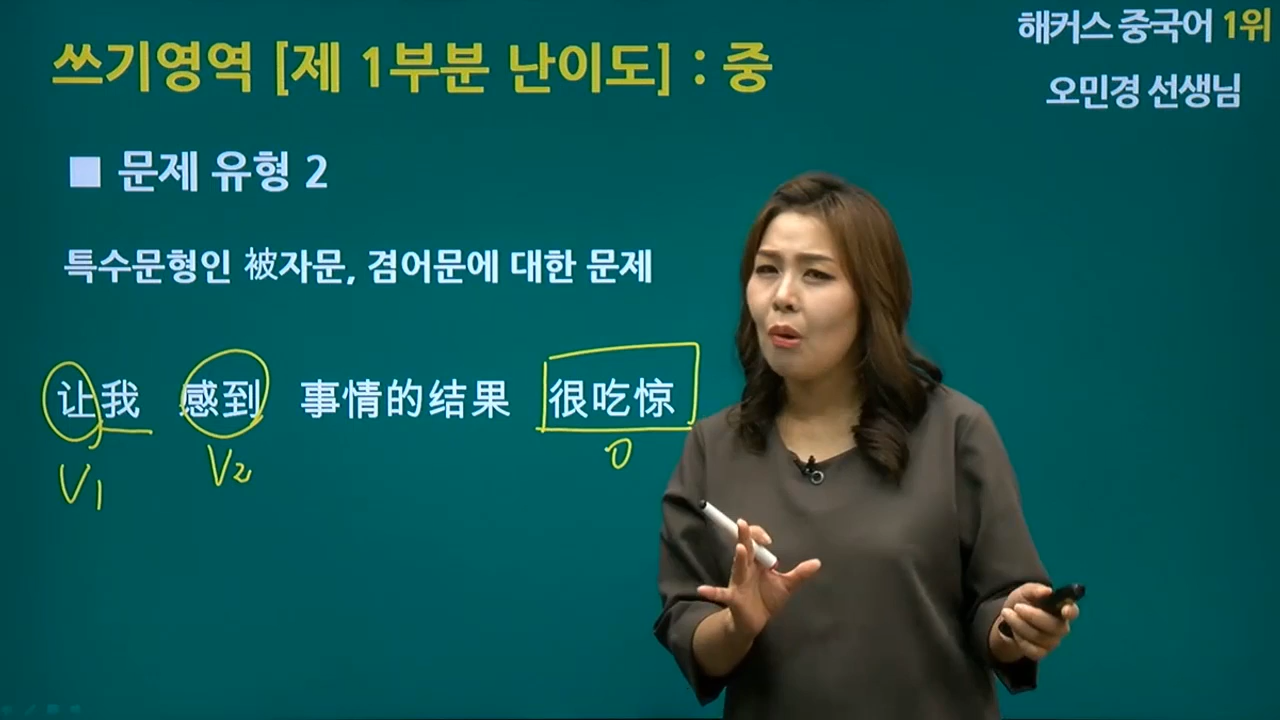 해커스 중국어 1위
쓰기영역 [제 1부분 난이도] : 중
오민경 선생님
■ 문제 유형 2
특수문형인 被자문, 겸어문에 대한 문제
让我 感到 事情的结果 很吃惊
V1 V2 O